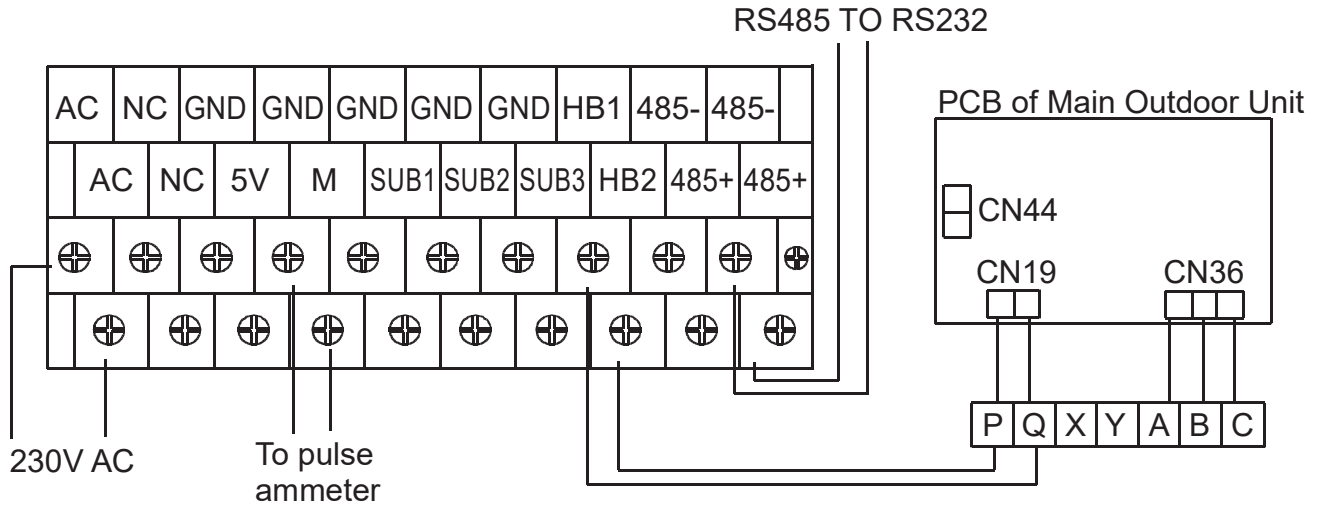 RS485 TO RS232
AC NC GND GND GND GND GND HB1 485- 485-
AC NC 5V M SUB1 SUB2 SUB3 HB2 485+ 485+
PCB of Main Outdoor Unit
CN44
CN19 CN36
P Q X Y A B C
230V AC
To pulse
ammeter